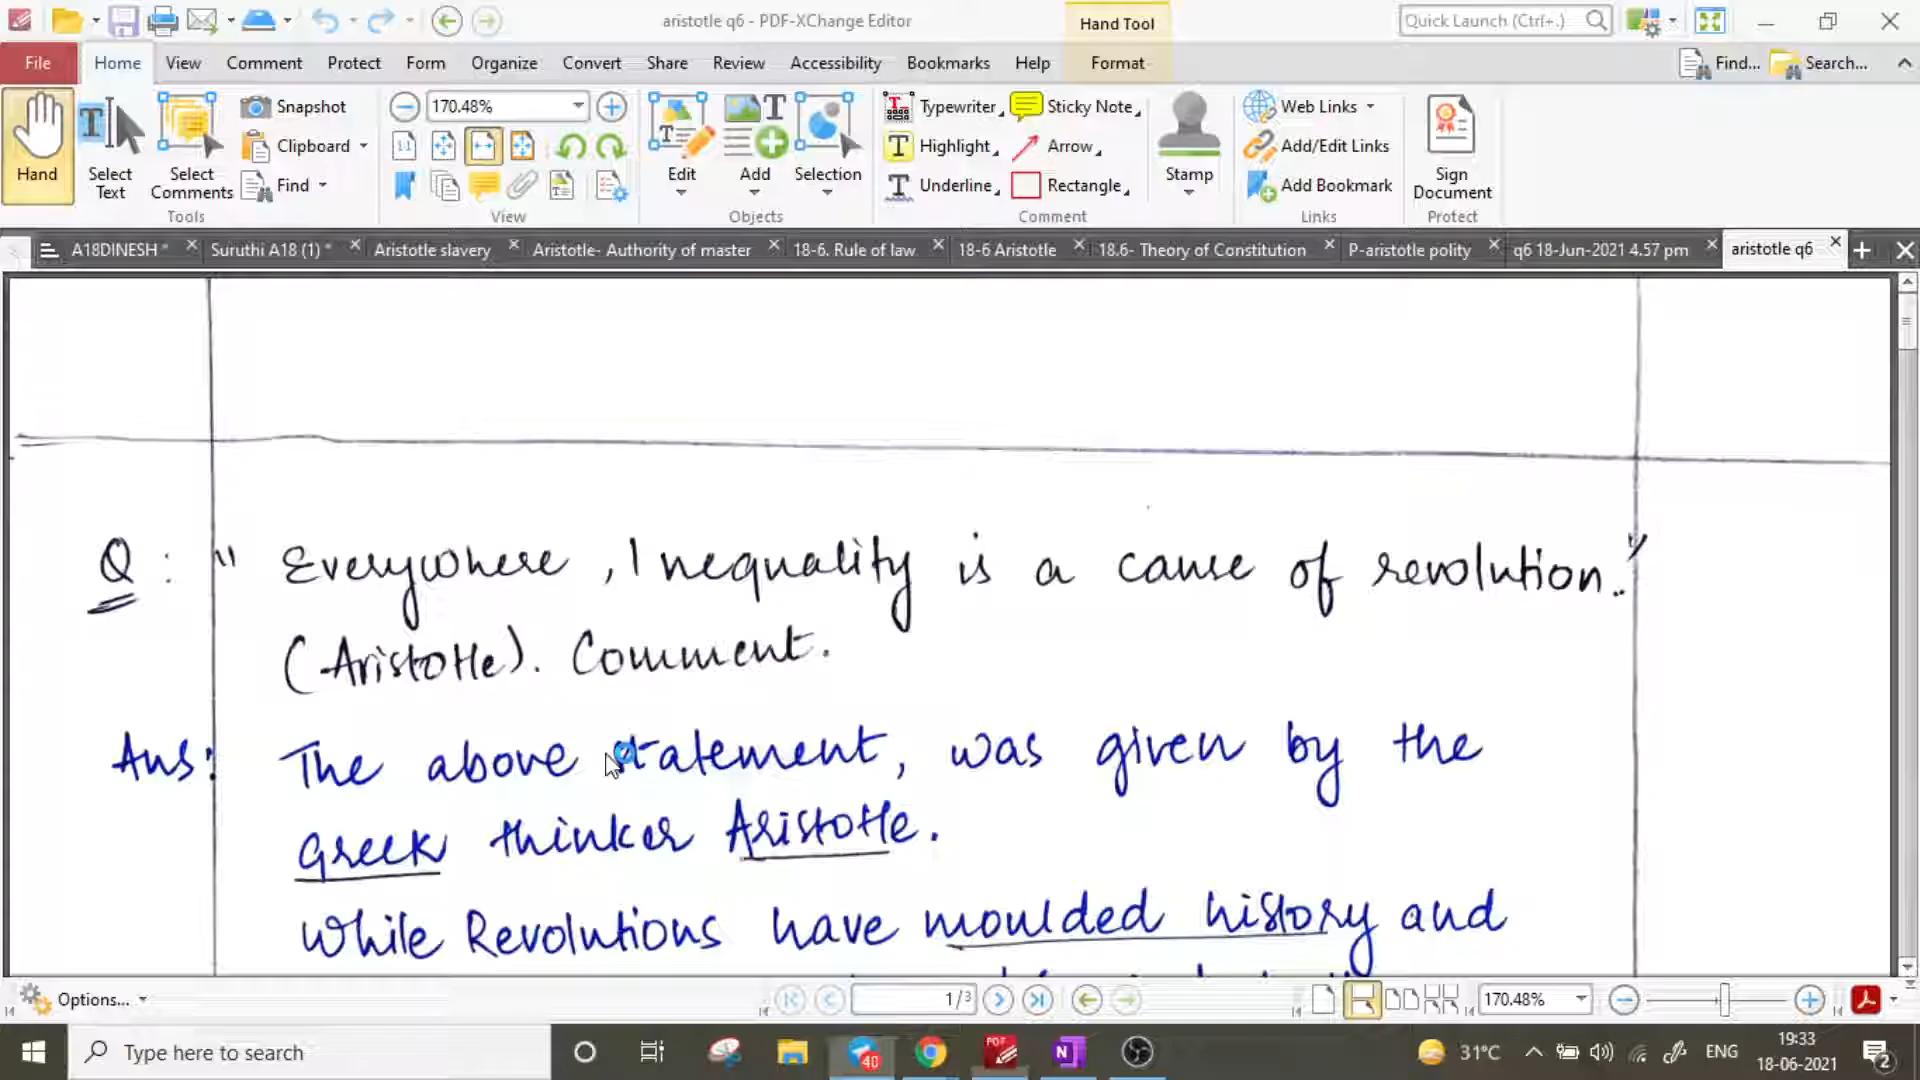 aristotle q6 - PDF-XChange Editor
Hand Tool
Quick Launch (Ctrl+.)
File Home View Comment Protect Form Organize Convert Share Review Accessibility Bookmarks Help Format Find... Search...
Hand
Select Text
Select Comments
Snapshot
Clipboard
Find
Tools
170.48%
View
Edit
Add
Selection
Objects
Typewriter Sticky Note
Highlight Arrow
Underline Rectangle
Stamp
Comment
Web Links
Add/Edit Links
Add Bookmark
Links
Sign Document
Protect
A18DINESH * Suruthi A18 (1) * Aristotle slavery Aristotle- Authority of master 18-6. Rule of law 18-6 Aristotle 18.6- Theory of Constitution P-aristotle polity q6 18-Jun-2021 4.57 pm aristotle q6
Q : " Everywhere, Inequality is a cause of revolution."
(Aristotle). Comment.
Ans: The above statement, was given by the
Greek thinker Aristotle.
While Revolutions have moulded history and
Options... 1/3 170.48%
Type here to search
40
31°C ENG
19:33
18-06-2021
2